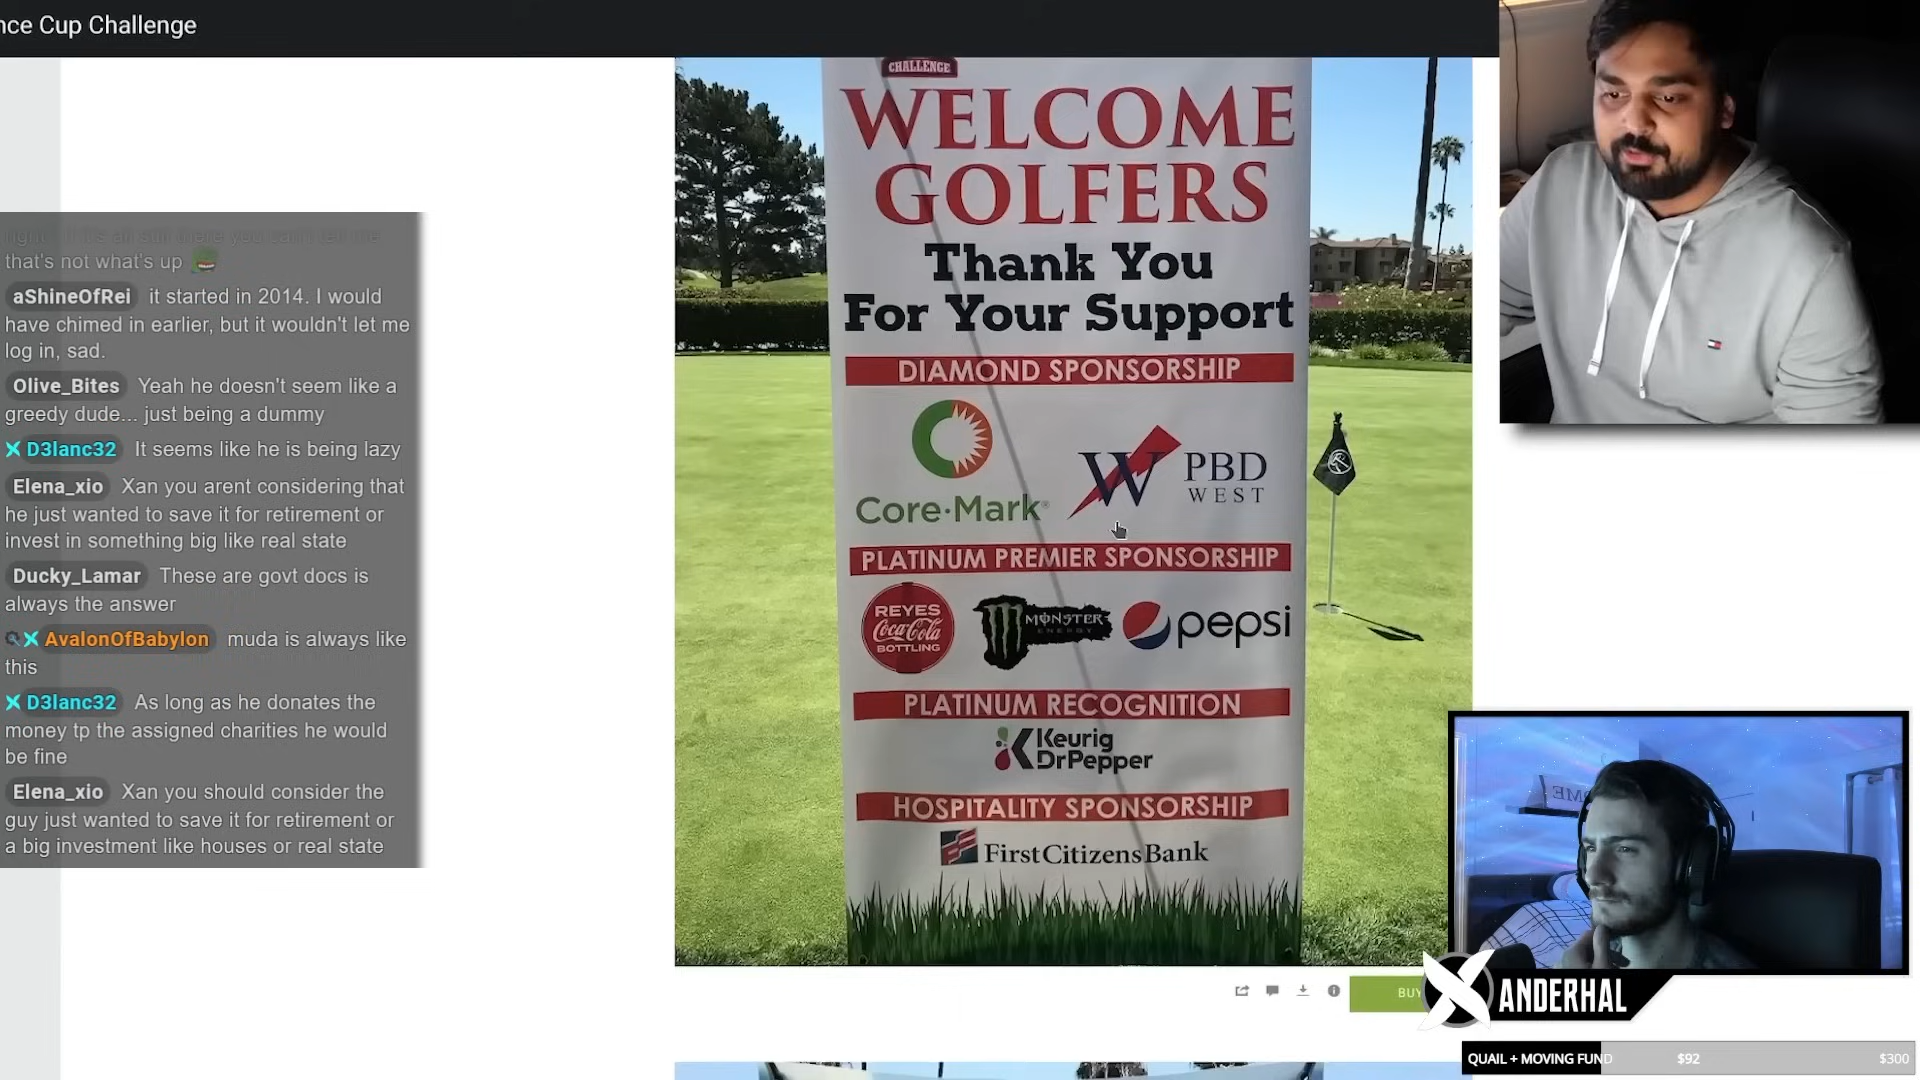 nce Cup Challenge
that's not what's up
aShineOfRei it started in 2014. I would
have chimed in earlier, but it wouldn't let me
log in, sad.
Olive_Bites Yeah he doesn't seem like a
greedy dude... just being a dummy
D3lanc32 It seems like he is being lazy
Elena_xio Xan you arent considering that
he just wanted to save it for retirement or
invest in something big like real state
Ducky_Lamar These are govt docs is
always the answer
AvalonOfBabylon muda is always like
this
D3lanc32 As long as he donates the
money tp the assigned charities he would
be fine
Elena_xio Xan you should consider the
guy just wanted to save it for retirement or
a big investment like houses or real state
CHALLENGE
WELCOME
GOLFERS
Thank You
For Your Support
DIAMOND SPONSORSHIP
Core-Mark
W PBD
WEST
PLATINUM PREMIER SPONSORSHIP
REYES
Coca-Cola
BOTTLING
MONSTER
ENERGY
pepsi
PLATINUM RECOGNITION
Keurig
DrPepper
HOSPITALITY SPONSORSHIP
First Citizens Bank
BUY
ANDERHAL
QUAIL + MOVING FUND $92 $300